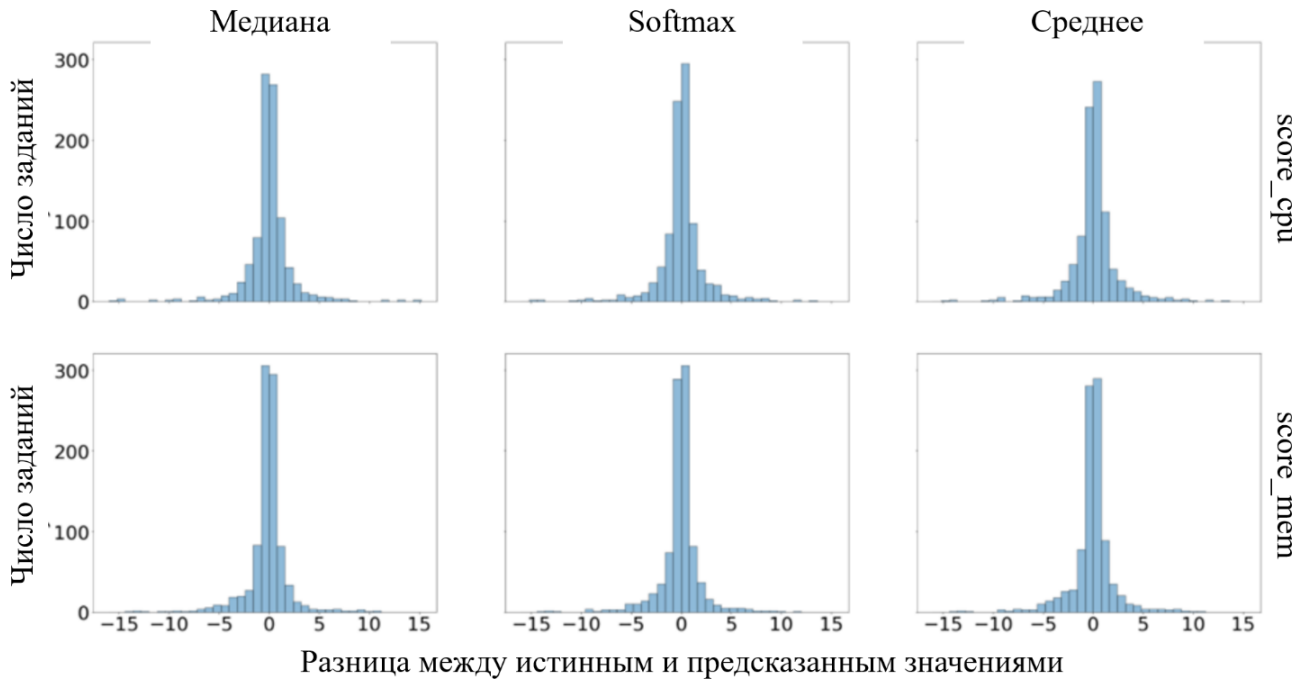 Медиана Softmax Среднее
Число заданий
300
200
100
0
score_cpu
Число заданий
300
200
100
0
score_mem
−15 −10 −5 0 5 10 15 −15 −10 −5 0 5 10 15 −15 −10 −5 0 5 10 15
Разница между истинным и предсказанным значениями